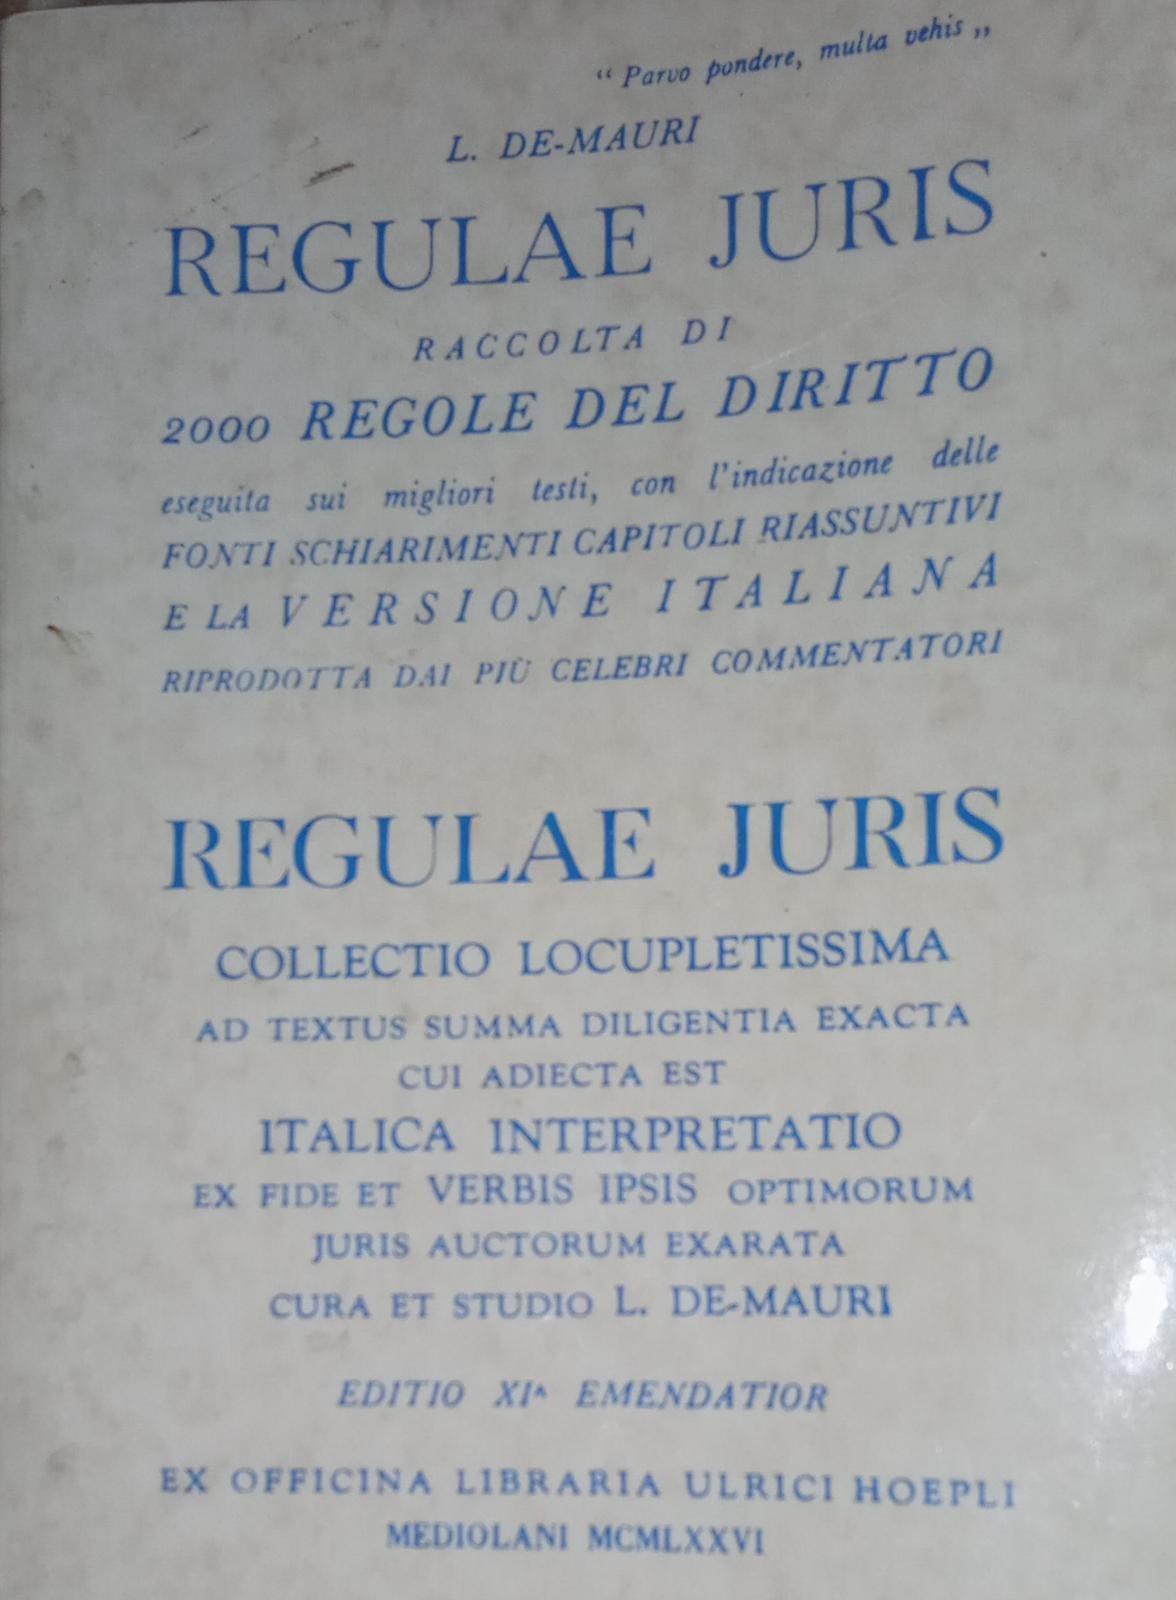 “ Parvo pondere, multa vehis „
L. DE-MAURI
REGULAE JURIS
RACCOLTA DI
2000 REGOLE DEL DIRITTO
eseguita sui migliori testi, con l'indicazione delle
FONTI SCHIARIMENTI CAPITOLI RIASSUNTIVI
E LA VERSIONE ITALIANA
RIPRODOTTA DAI PIÙ CELEBRI COMMENTATORI
REGULAE JURIS
COLLECTIO LOCUPLETISSIMA
AD TEXTUS SUMMA DILIGENTIA EXACTA
CUI ADIECTA EST
ITALICA INTERPRETATIO
EX FIDE ET VERBIS IPSIS OPTIMORUM
JURIS AUCTORUM EXARATA
CURA ET STUDIO L. DE-MAURI
EDITIO XIᴬ EMENDATIOR
EX OFFICINA LIBRARIA ULRICI HOEPLI
MEDIOLANI MCMLXXVI